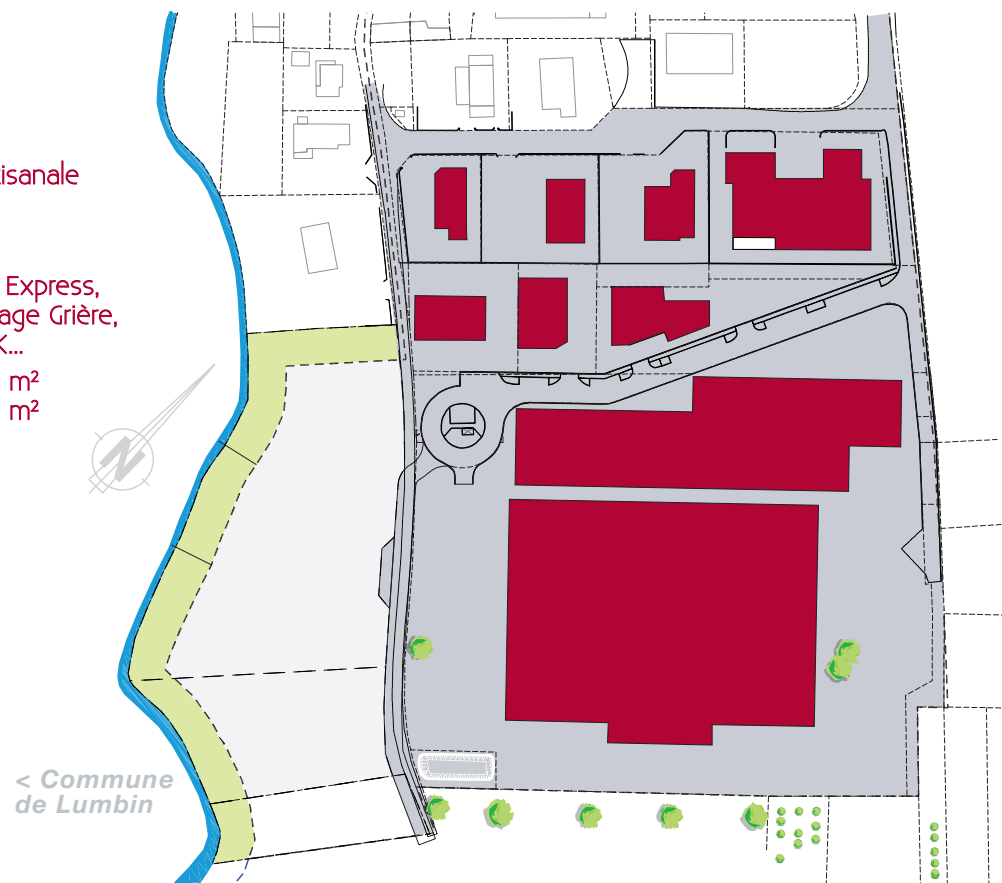 isanale
Express,
age Grière,
K...
m²
m²
N
< Commune
de Lumbin